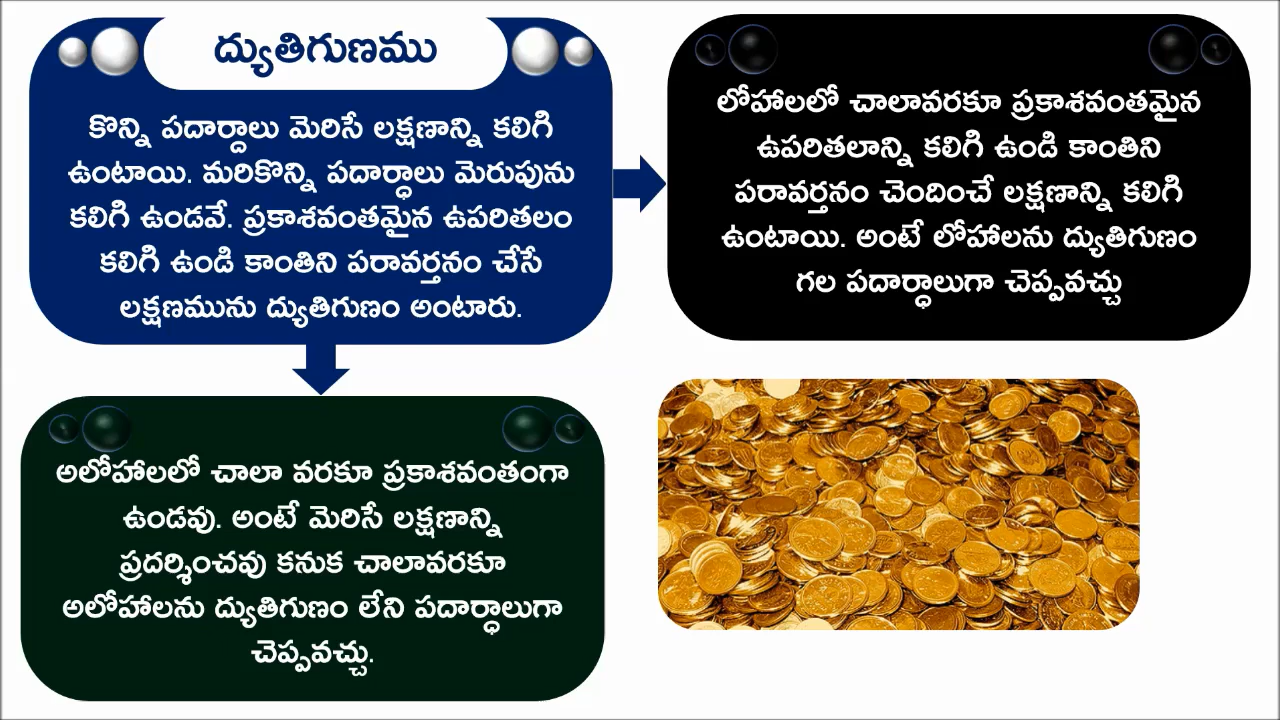 ద్యుతిగుణము
కొన్ని పదార్దాలు మెరిసే లక్షణాన్ని కలిగి
ఉంటాయి. మరికొన్ని పదార్ధాలు మెరుపును
కలిగి ఉండవే. ప్రకాశవంతమైన ఉపరితలం
కలిగి ఉండి కాంతిని పరావర్తనం చేసే
లక్షణమును ద్యుతిగుణం అంటారు.
లోహాలలో చాలావరకూ ప్రకాశవంతమైన
ఉపరితలాన్ని కలిగి ఉండి కాంతిని
పరావర్తనం చెందించే లక్షణాన్ని కలిగి
ఉంటాయి. అంటే లోహాలను ద్యుతిగుణం
గల పదార్ధాలుగా చెప్పవచ్చు
అలోహాలలో చాలా వరకూ ప్రకాశవంతంగా
ఉండవు. అంటే మెరిసే లక్షణాన్ని
ప్రదర్శించవు కనుక చాలావరకూ
అలోహాలను ద్యుతిగుణం లేని పదార్ధాలుగా
చెప్పవచ్చు.